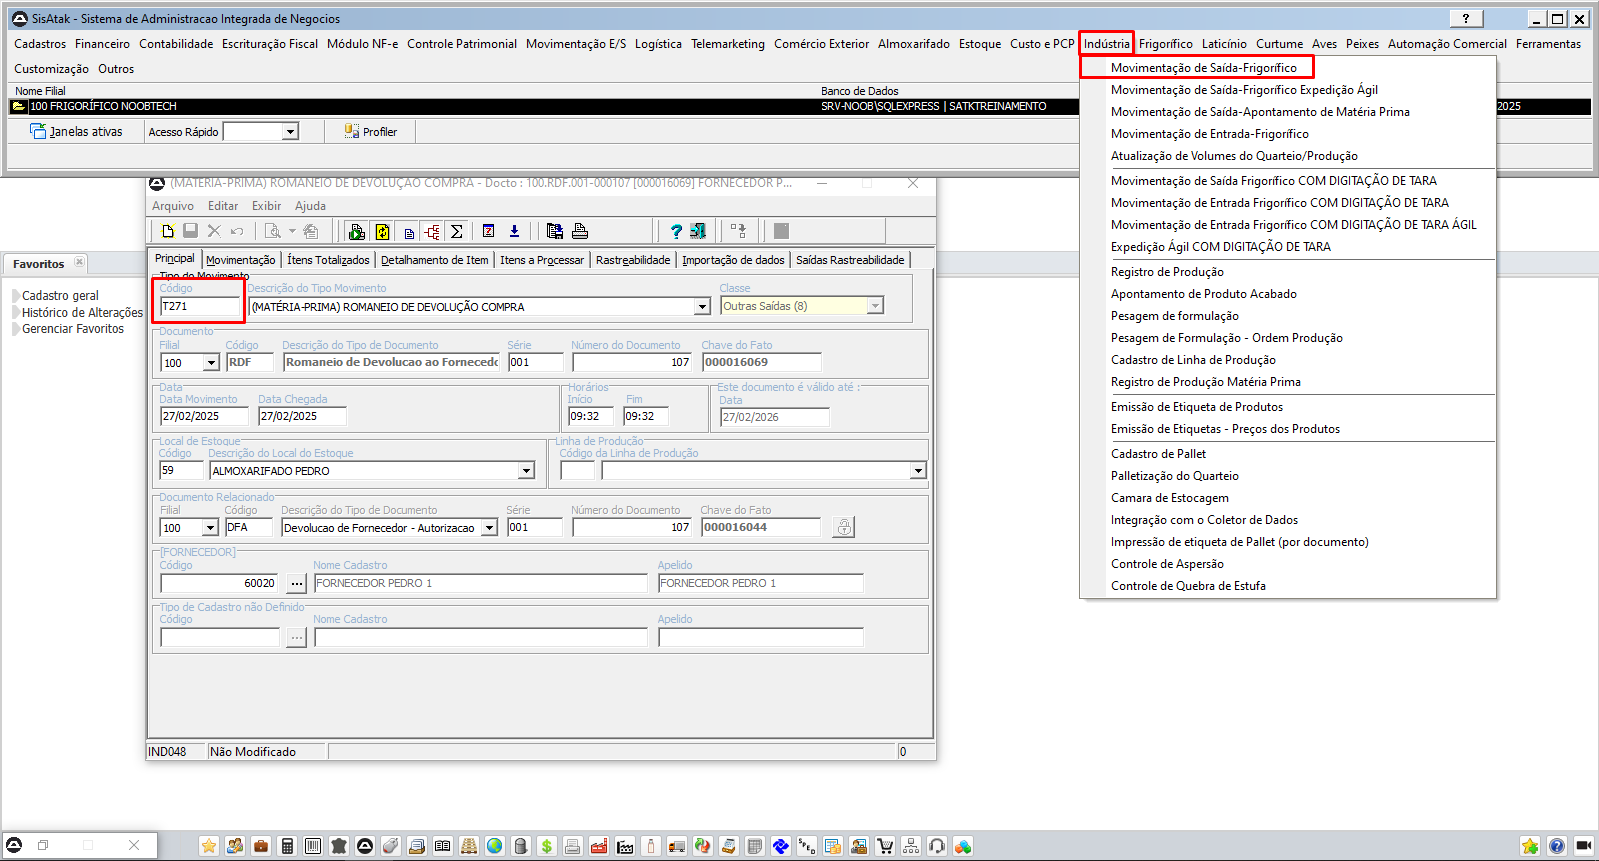 SisAtak - Sistema de Administracao Integrada de Negocios
?
Cadastros Financeiro Contabilidade Escrituração Fiscal Módulo NF-e Controle Patrimonial Movimentação E/S Logística Telemarketing Comércio Exterior Almoxarifado Estoque Custo e PCP Indústria Frigorífico Laticínio Curtume Aves Peixes Automação Comercial Ferramentas
Customização Outros
Nome Filial Banco de Dados
100 FRIGORÍFICO NOOBTECH SRV-NOOB\SQLEXPRESS | SATKTREINAMENTO 2025
Janelas ativas Acesso Rápido Profiler
Movimentação de Saída-Frigorífico
Movimentação de Saída-Frigorífico Expedição Ágil
Movimentação de Saída-Apontamento de Matéria Prima
Movimentação de Entrada-Frigorífico
Atualização de Volumes do Quarteio/Produção
Movimentação de Saída Frigorífico COM DIGITAÇÃO DE TARA
Movimentação de Entrada Frigorífico COM DIGITAÇÃO DE TARA
Movimentação de Entrada Frigorífico COM DIGITAÇÃO DE TARA ÁGIL
Expedição Ágil COM DIGITAÇÃO DE TARA
Registro de Produção
Apontamento de Produto Acabado
Pesagem de formulação
Pesagem de Formulação - Ordem Produção
Cadastro de Linha de Produção
Registro de Produção Matéria Prima
Emissão de Etiqueta de Produtos
Emissão de Etiquetas - Preços dos Produtos
Cadastro de Pallet
Palletização do Quarteio
Camara de Estocagem
Integração com o Coletor de Dados
Impressão de etiqueta de Pallet (por documento)
Controle de Aspersão
Controle de Quebra de Estufa
Favoritos
Cadastro geral
Histórico de Alterações
Gerenciar Favoritos
(MATÉRIA-PRIMA) ROMANEIO DE DEVOLUÇÃO COMPRA - Docto : 100.RDF.001-000107 [000016069] FORNECEDOR P...
Arquivo Editar Exibir Ajuda
Principal Movimentação Ítens Totalizados Detalhamento de Item Itens a Processar Rastreabilidade Importação de dados Saídas Rastreabilidade
Tipo do Movimento
Código Descrição do Tipo Movimento Classe
T271 (MATÉRIA-PRIMA) ROMANEIO DE DEVOLUÇÃO COMPRA Outras Saídas (8)
Documento
Filial Código Descrição do Tipo de Documento Série Número do Documento Chave do Fato
100 RDF Romaneio de Devolucao ao Fornecedo 001 107 000016069
Data Horários Este documento é válido até :
Data Movimento Data Chegada Início Fim Data
27/02/2025 27/02/2025 09:32 09:32 27/02/2026
Local de Estoque Linha de Produção
Código Descrição do Local do Estoque Código da Linha de Produção
59 ALMOXARIFADO PEDRO
Documento Relacionado
Filial Código Descrição do Tipo de Documento Série Número do Documento Chave do Fato
100 DFA Devolucao de Fornecedor - Autorizacao 001 107 000016044
[FORNECEDOR]
Código Nome Cadastro Apelido
60020 ... FORNECEDOR PEDRO 1 FORNECEDOR PEDRO 1
Tipo de Cadastro não Definido
Código Nome Cadastro Apelido
...
IND048 Não Modificado 0